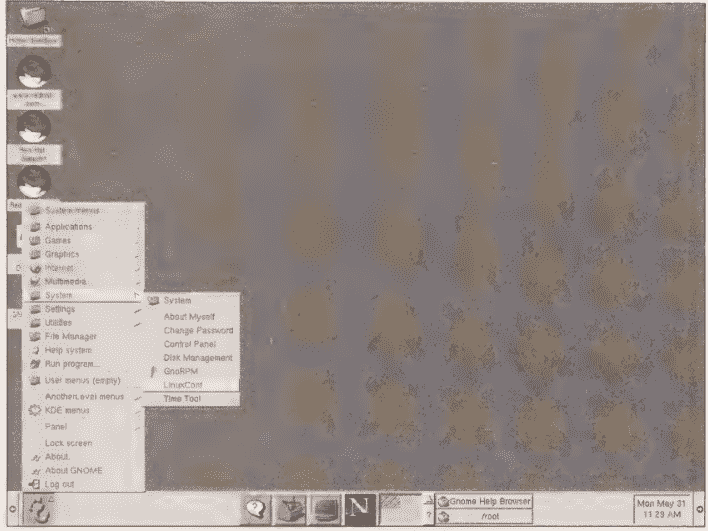 System menus
Applications
Games
Graphics
Internet
Multimedia
System
Settings
Utilities
File Manager
Help system
Run program...
User menus (empty)
AnotherLevel menus
KDE menus
Panel
Lock screen
About...
About GNOME
Log out
System
About Myself
Change Password
Control Panel
Disk Management
GnoRPM
LinuxConf
Time Tool
N
Gnome Help Browser
/root
Mon May 31
11:29 AM